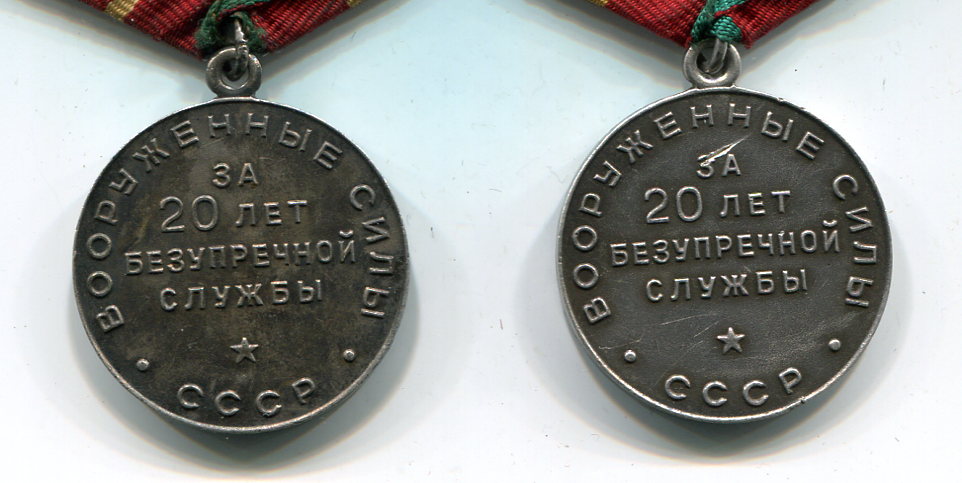 ВООРУЖЕННЫЕ СИЛЫ
ЗА
20 ЛЕТ
БЕЗУПРЕЧНОЙ
СЛУЖБЫ
СССР
ВООРУЖЕННЫЕ СИЛЫ
ЗА
20 ЛЕТ
БЕЗУПРЕЧНОЙ
СЛУЖБЫ
СССР